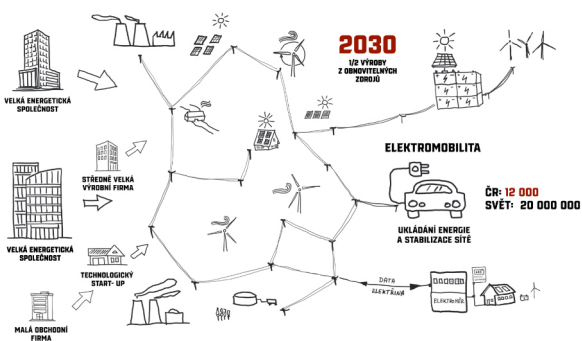 VELKÁ ENERGETICKÁ
SPOLEČNOST
STŘEDNĚ VELKÁ
VÝROBNÍ FIRMA
VELKÁ ENERGETICKÁ
SPOLEČNOST
TECHNOLOGICKÝ
START- UP
MALÁ OBCHODNÍ
FIRMA
2030
1/2 VÝROBY
Z OBNOVITELNÝCH
ZDROJŮ
ELEKTROMOBILITA
ČR: 12 000
SVĚT: 20 000 000
UKLÁDÁNÍ ENERGIE
A STABILIZACE SÍTĚ
DATA
ELEKTŘINA